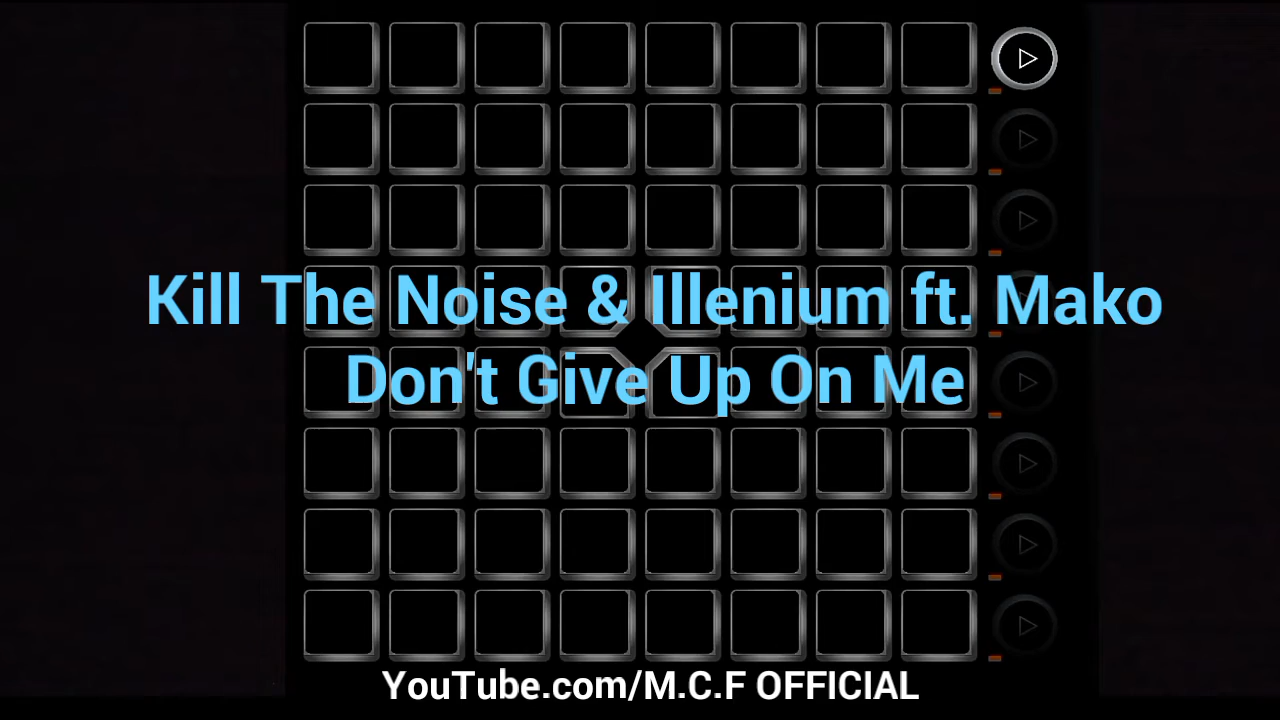 Kill The Noise & Illenium ft. Mako
Don't Give Up On Me
YouTube.com/M.C.F OFFICIAL